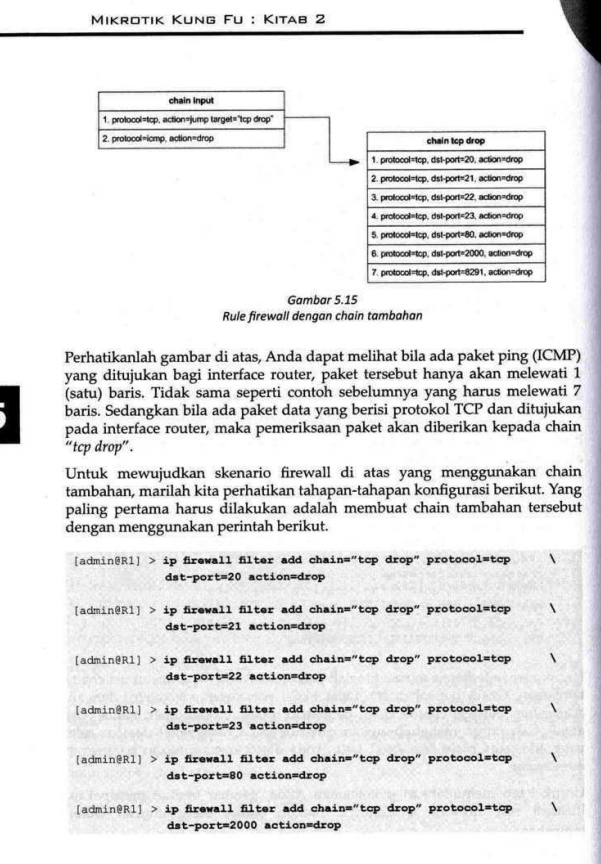 MIKROTIK KUNG FU : KITAB 2
chain input
1. protocol=tcp, action=jump target="tcp drop"
2. protocol=icmp, action=drop
chain tcp drop
1. protocol=tcp, dst-port=20, action=drop
2. protocol=tcp, dst-port=21, action=drop
3. protocol=tcp, dst-port=22, action=drop
4. protocol=tcp, dst-port=23, action=drop
5. protocol=tcp, dst-port=80, action=drop
6. protocol=tcp, dst-port=2000, action=drop
7. protocol=tcp, dst-port=8291, action=drop
Gambar 5.15
Rule firewall dengan chain tambahan
Perhatikanlah gambar di atas, Anda dapat melihat bila ada paket ping (ICMP)
yang ditujukan bagi interface router, paket tersebut hanya akan melewati 1
(satu) baris. Tidak sama seperti contoh sebelumnya yang harus melewati 7
baris. Sedangkan bila ada paket data yang berisi protokol TCP dan ditujukan
pada interface router, maka pemeriksaan paket akan diberikan kepada chain
"tcp drop".
5
Untuk mewujudkan skenario firewall di atas yang menggunakan chain
tambahan, marilah kita perhatikan tahapan-tahapan konfigurasi berikut. Yang
paling pertama harus dilakukan adalah membuat chain tambahan tersebut
dengan menggunakan perintah berikut.
[admin@R1] > ip firewall filter add chain="tcp drop" protocol=tcp \
dst-port=20 action=drop
[admin@R1] > ip firewall filter add chain="tcp drop" protocol=tcp \
dst-port=21 action=drop
[admin@R1] > ip firewall filter add chain="tcp drop" protocol=tcp \
dst-port=22 action=drop
[admin@R1] > ip firewall filter add chain="tcp drop" protocol=tcp \
dst-port=23 action=drop
[admin@R1] > ip firewall filter add chain="tcp drop" protocol=tcp \
dst-port=80 action=drop
[admin@R1] > ip firewall filter add chain="tcp drop" protocol=tcp \
dst-port=2000 action=drop